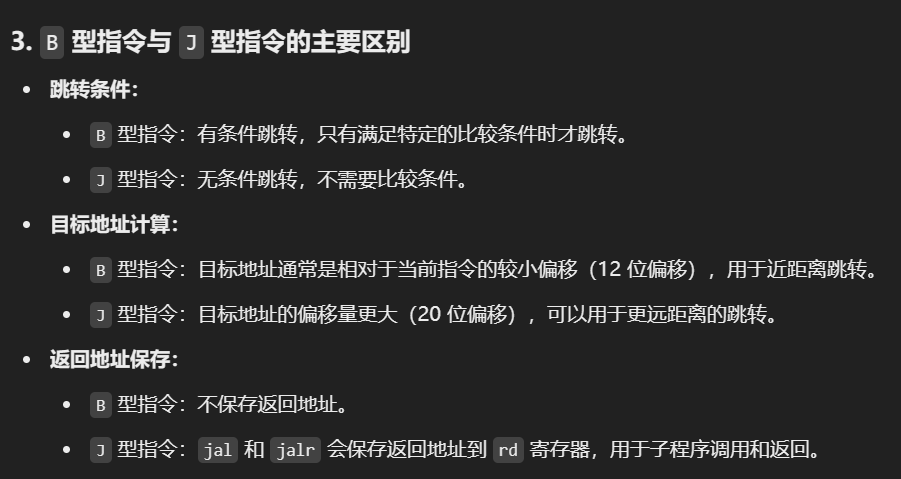 3. B 型指令与 J 型指令的主要区别
• 跳转条件：
• B 型指令：有条件跳转，只有满足特定的比较条件时才跳转。
• J 型指令：无条件跳转，不需要比较条件。
• 目标地址计算：
• B 型指令：目标地址通常是相对于当前指令的较小偏移（12 位偏移），用于近距离跳转。
• J 型指令：目标地址的偏移量更大（20 位偏移），可以用于更远距离的跳转。
• 返回地址保存：
• B 型指令：不保存返回地址。
• J 型指令：jal 和 jalr 会保存返回地址到 rd 寄存器，用于子程序调用和返回。